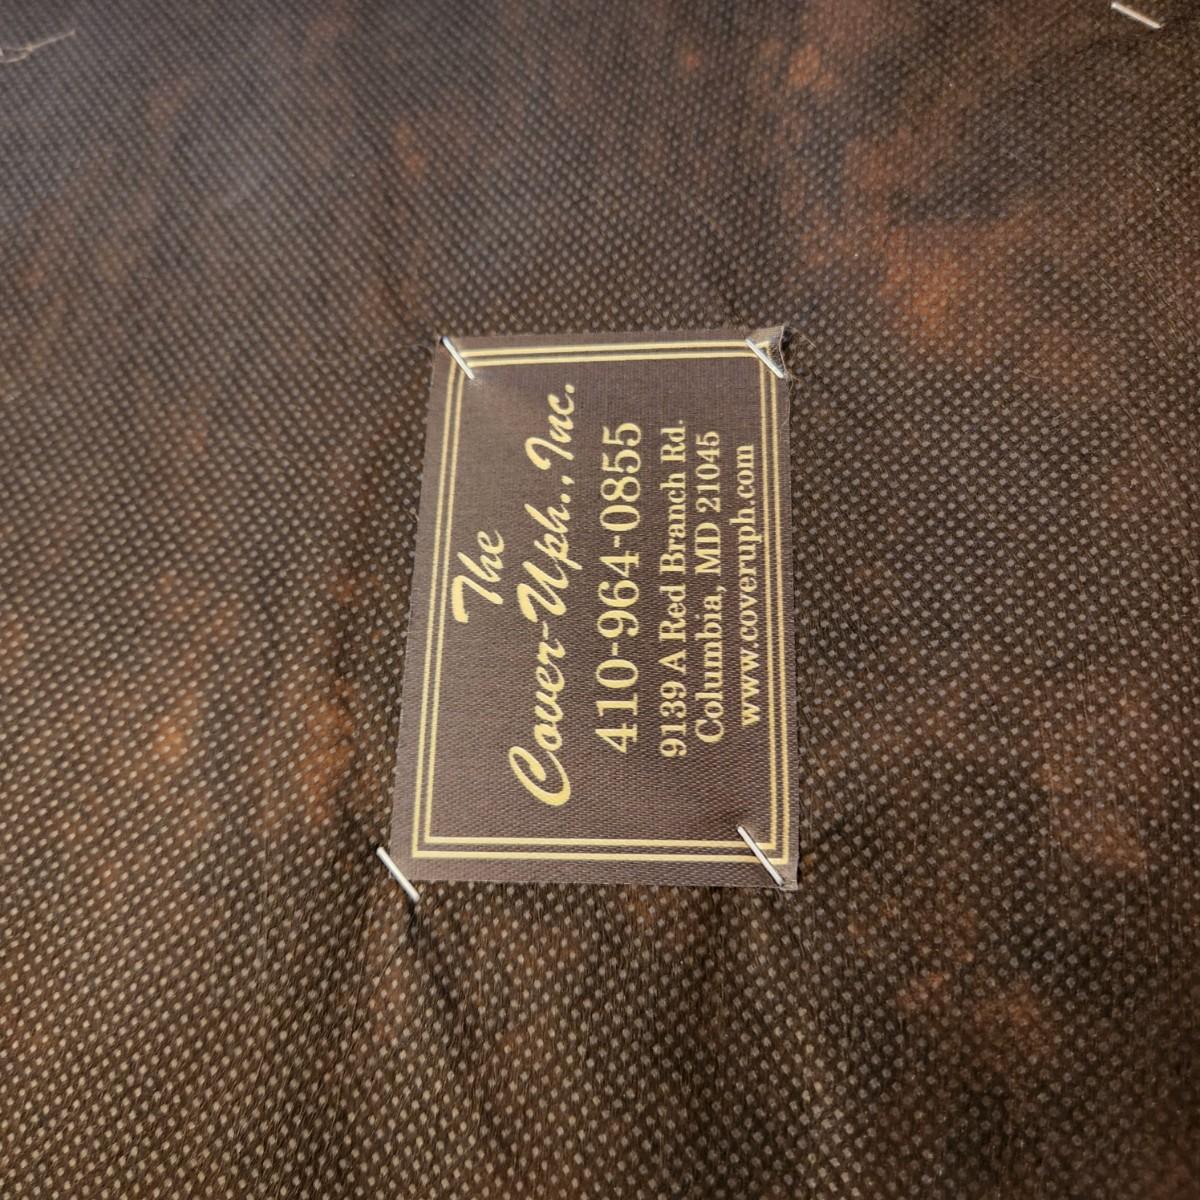 The
Cover-Uph., Inc.
410-964-0855
9139 A Red Branch Rd.
Columbia, MD 21045
www.coveruph.com